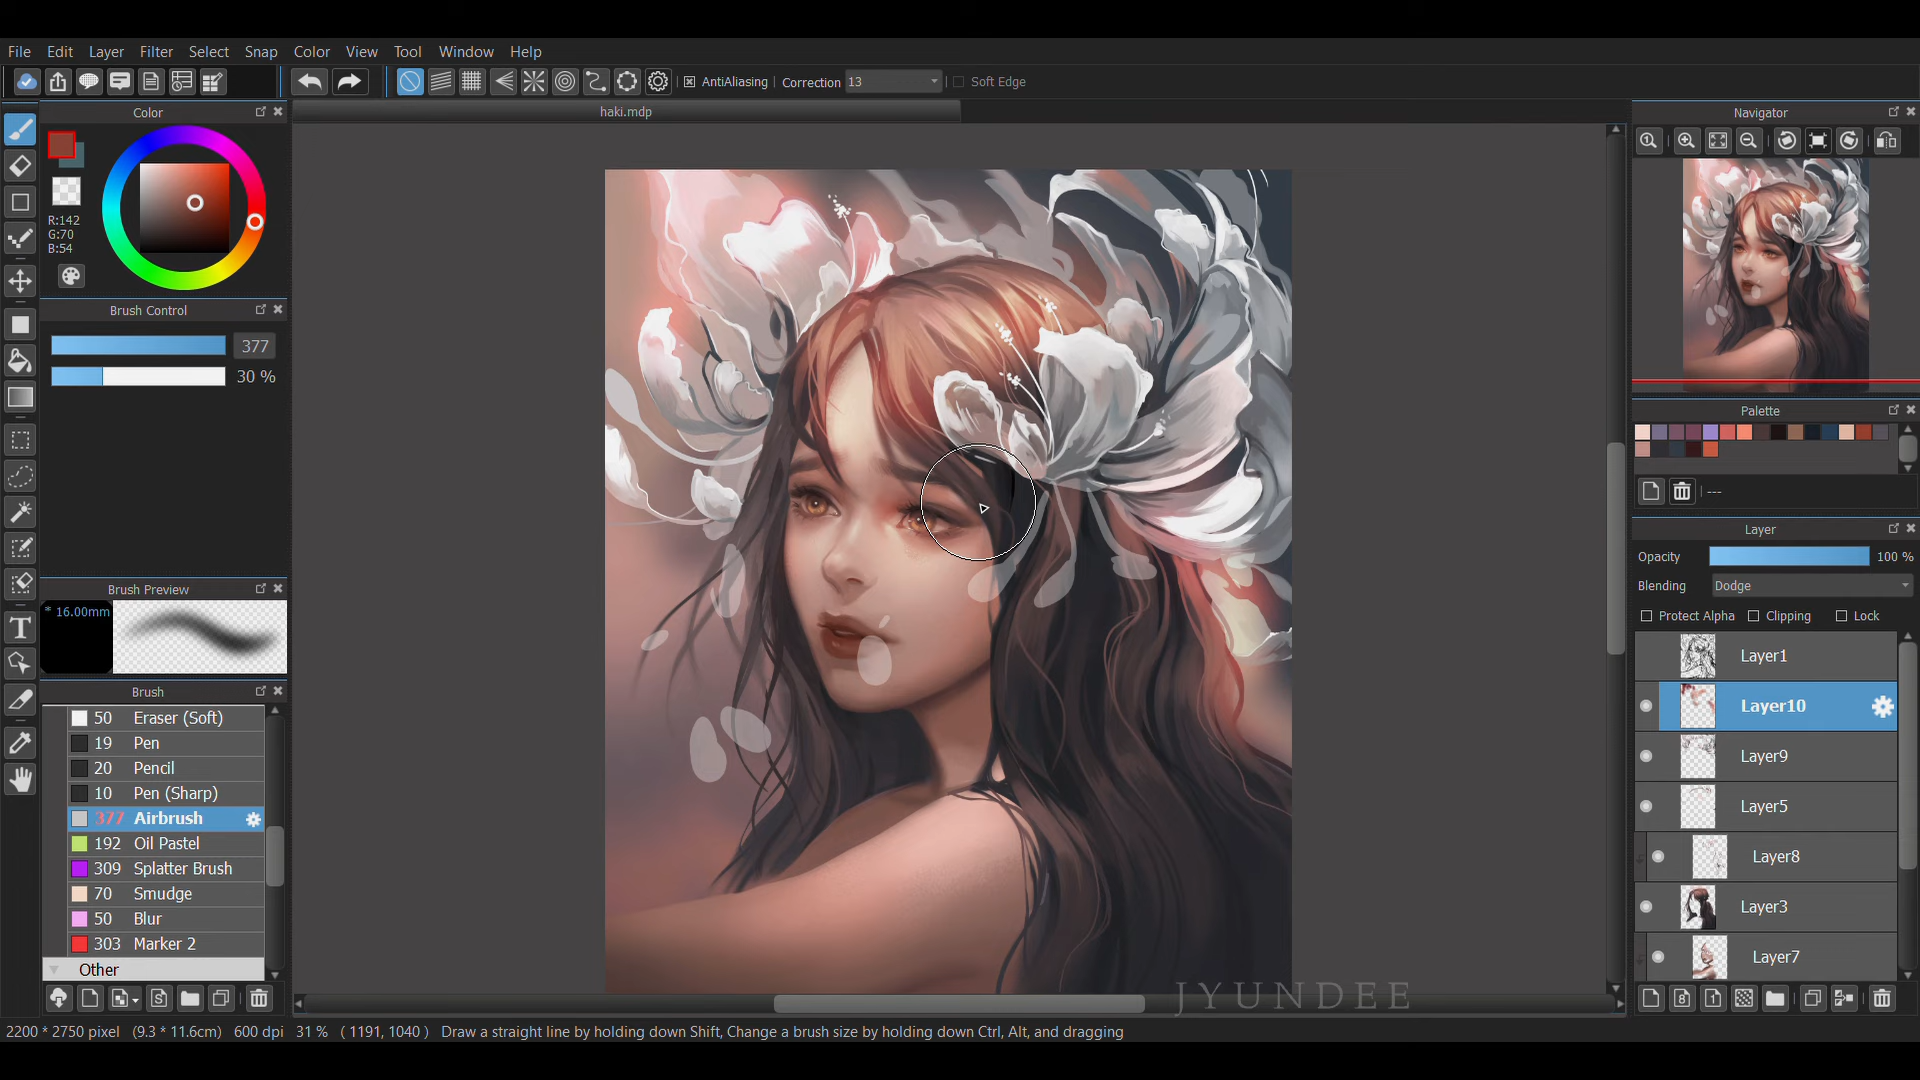 File Edit Layer Filter Select Snap Color View Tool Window Help
AntiAliasing Correction 13 Soft Edge
Color
haki.mdp
Navigator
R:142
G:70
B:54
Brush Control
377
30 %
Brush Preview
* 16.00mm
Brush
50 Eraser (Soft)
19 Pen
20 Pencil
10 Pen (Sharp)
377 Airbrush
192 Oil Pastel
309 Splatter Brush
70 Smudge
50 Blur
303 Marker 2
Other
Palette
---
Layer
Opacity 100 %
Blending Dodge
Protect Alpha Clipping Lock
Layer1
Layer10
Layer9
Layer5
Layer8
Layer3
Layer7
JYUNDEE
2200 * 2750 pixel (9.3 * 11.6cm) 600 dpi 31 % ( 1191, 1040 ) Draw a straight line by holding down Shift, Change a brush size by holding down Ctrl, Alt, and dragging